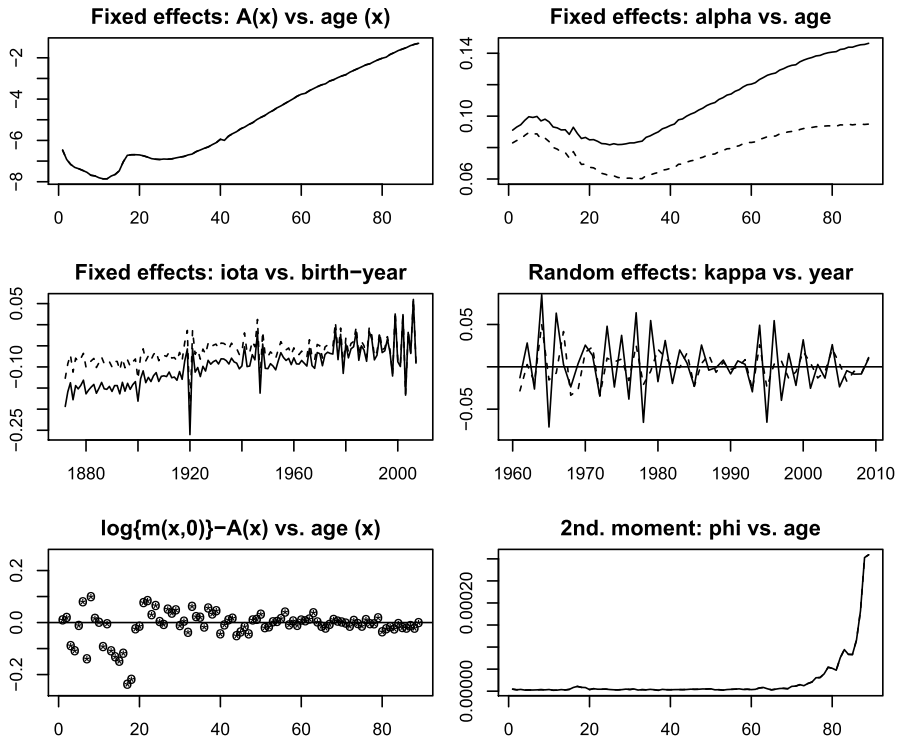 Fixed effects: A(x) vs. age (x)
−2
−4
−6
−8
0 20 40 60 80
Fixed effects: alpha vs. age
0.14
0.10
0.06
0 20 40 60 80
Fixed effects: iota vs. birth−year
0.05
−0.10
−0.25
1880 1920 1960 2000
Random effects: kappa vs. year
0.05
−0.05
1960 1970 1980 1990 2000 2010
log{m(x,0)}−A(x) vs. age (x)
0.2
0.0
−0.2
0 20 40 60 80
2nd. moment: phi vs. age
0.00020
0.00000
0 20 40 60 80